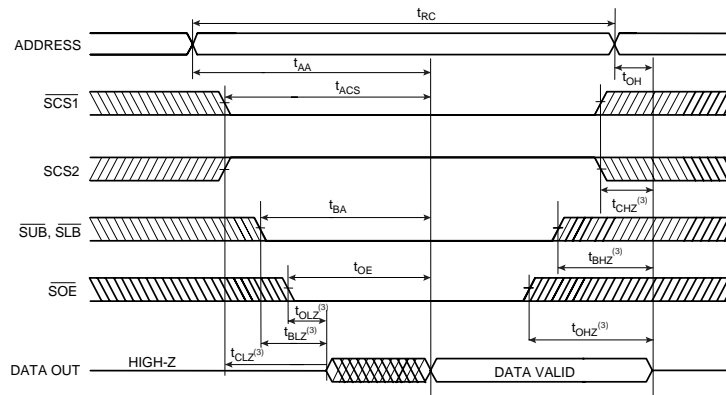 tRC
ADDRESS
tAA
tOH
tACS
SCS1
SCS2
tCHZ(3)
tBA
SUB, SLB
tBHZ(3)
tOE
SOE
tOLZ(3)
tOHZ(3)
tBLZ(3)
tCLZ(3)
HIGH-Z
DATA OUT
DATA VALID